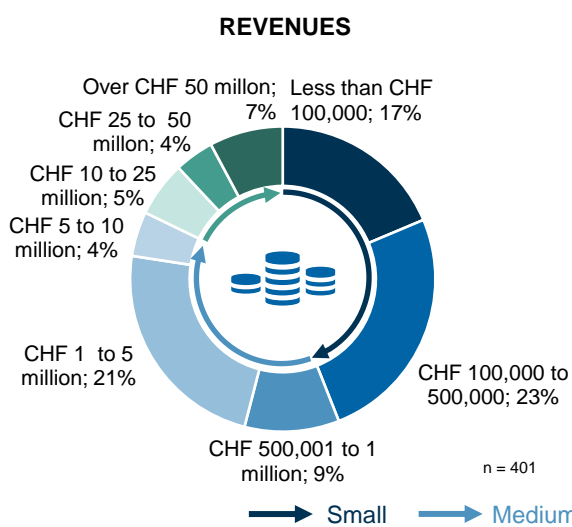 REVENUES
Over CHF 50 millon;
7%
Less than CHF
100,000; 17%
CHF 25 to 50
millon; 4%
CHF 10 to 25
million; 5%
CHF 5 to 10
million; 4%
CHF 1 to 5
million; 21%
CHF 100,000 to
500,000; 23%
CHF 500,001 to 1
million; 9%
n = 401
Small
Medium